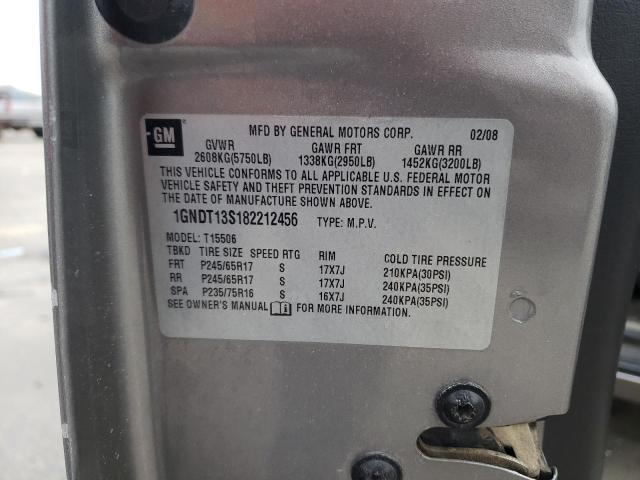 GM ® MFD BY GENERAL MOTORS CORP. 02/08
GVWR GAWR FRT GAWR RR
2608KG(5750LB) 1338KG(2950LB) 1452KG(3200LB)
THIS VEHICLE CONFORMS TO ALL APPLICABLE U.S. FEDERAL MOTOR
VEHICLE SAFETY AND THEFT PREVENTION STANDARDS IN EFFECT ON
THE DATE OF MANUFACTURE SHOWN ABOVE.
1GNDT13S182212456 TYPE: M.P.V.
MODEL: T15506
TBKD TIRE SIZE SPEED RTG RIM COLD TIRE PRESSURE
FRT P245/65R17 S 17X7J 210KPA(30PSI)
RR P245/65R17 S 17X7J 240KPA(35PSI)
SPA P235/75R16 S 16X7J 240KPA(35PSI)
SEE OWNER'S MANUAL FOR MORE INFORMATION.